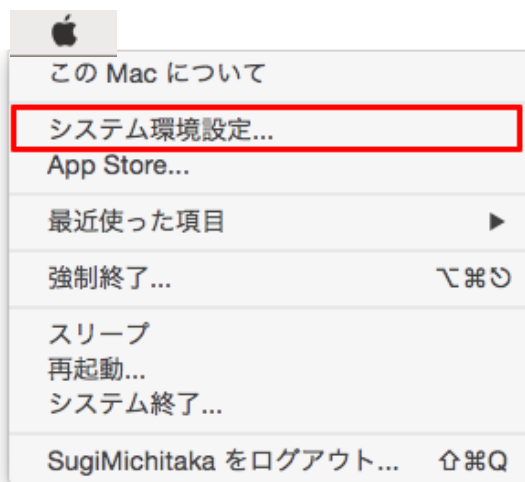 この Mac について
システム環境設定...
App Store...
最近使った項目 ▶
強制終了... ⌥⌘⎋
スリープ
再起動...
システム終了...
SugiMichitaka をログアウト... ⇧⌘Q